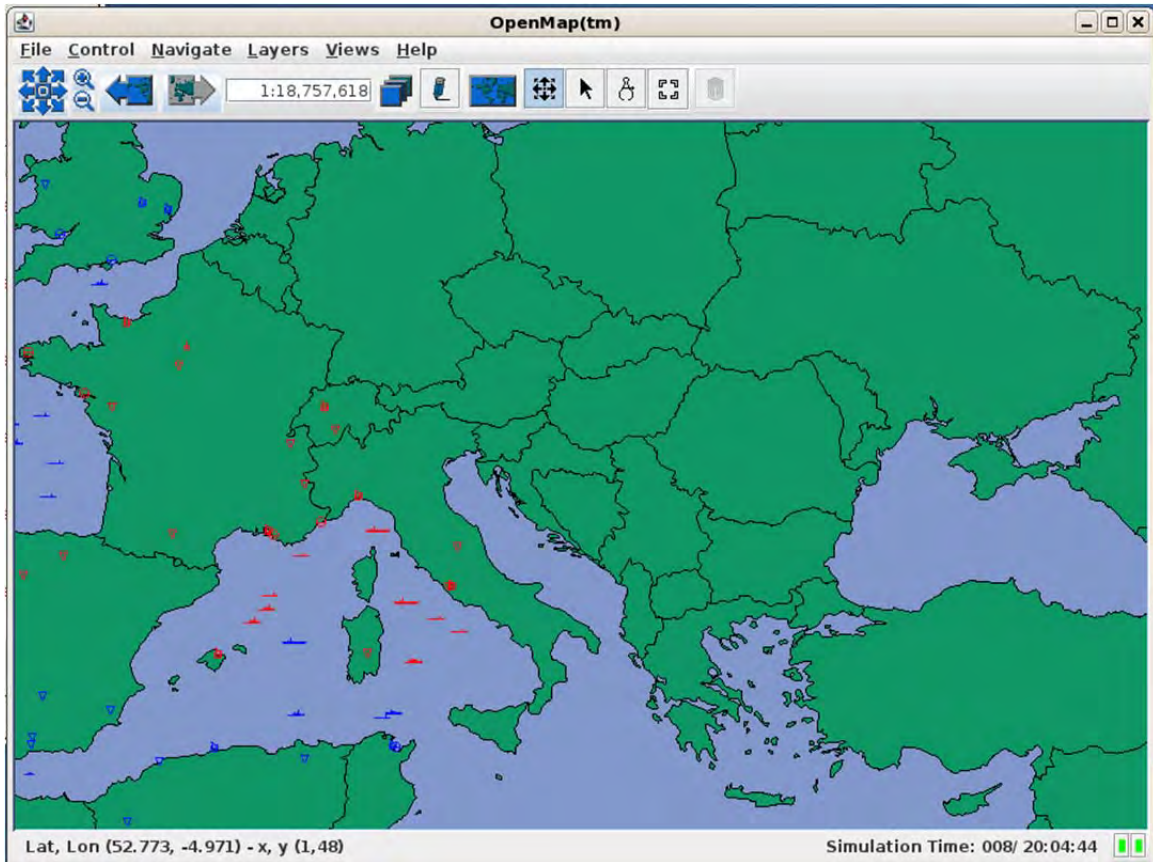 OpenMap(tm)
File Control Navigate Layers Views Help
1:18,757,618
Lat, Lon (52.773, -4.971) - x, y (1,48)
Simulation Time: 008/ 20:04:44